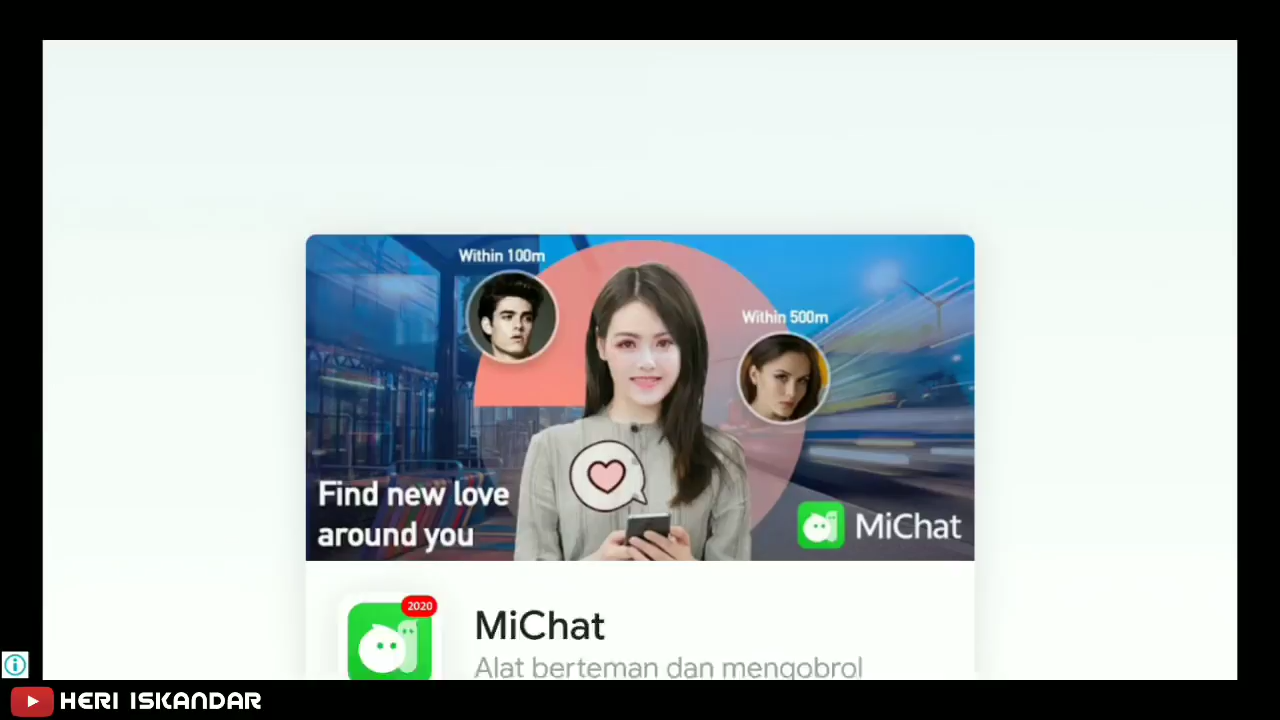 Within 100m
Within 500m
Find new love
around you
MiChat
2020
MiChat
Alat berteman dan mengobrol
HERI ISKANDAR